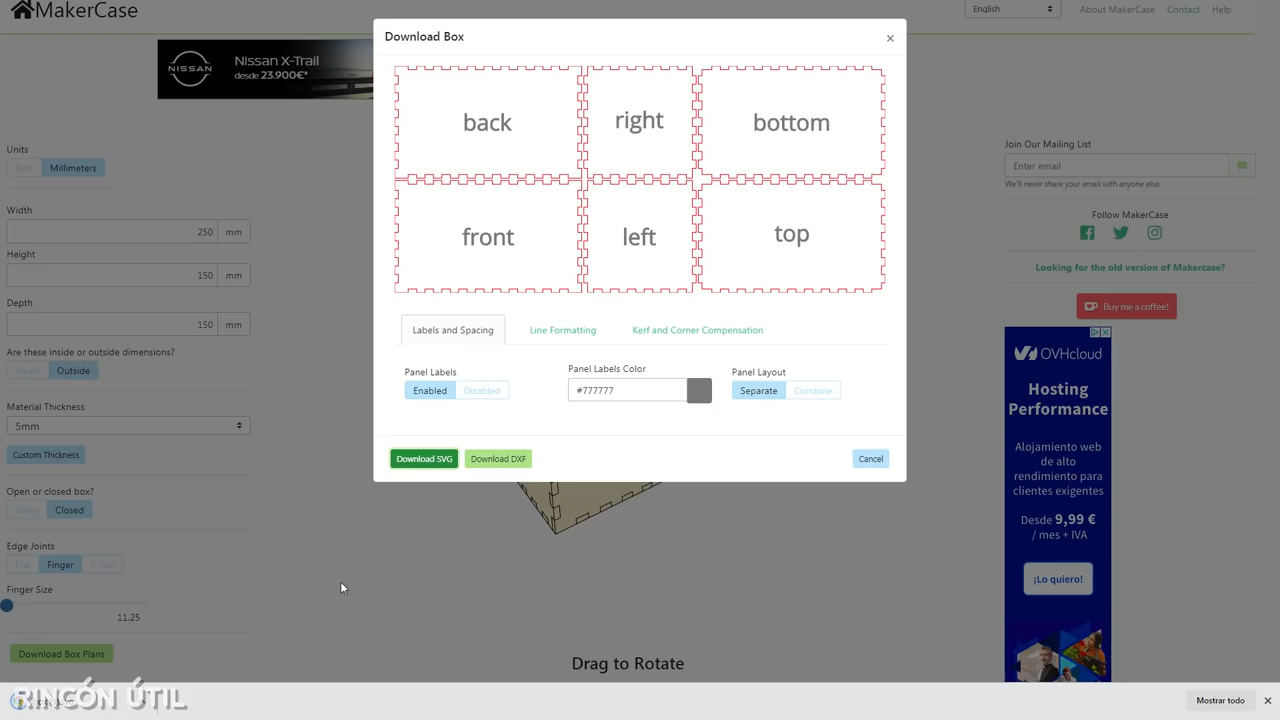 MakerCase
English
About MakerCase
Contact
Help
NISSAN
NISSAN X-Trail
desde 23.900€*
Download Box
×
back
right
bottom
front
left
top
Labels and Spacing
Line Formatting
Kerf and Corner Compensation
Panel Labels
Enabled
Disabled
Panel Labels Color
#777777
Panel Layout
Separate
Combine
Download SVG
Download DXF
Cancel
Units
Inch
Millimeters
Width
250
mm
Height
150
mm
Depth
150
mm
Are these inside or outside dimensions?
Inside
Outside
Material Thickness
5mm
Custom Thickness
Open or closed box?
Open
Closed
Edge Joints
Flat
Finger
T-Slot
Finger Size
11.25
Download Box Plans
Drag to Rotate
Join Our Mailing List
Enter email
We'll never share your email with anyone else.
Follow MakerCase
Looking for the old version of Makercase?
Buy me a coffee!
OVHcloud
Hosting
Performance
Alojamiento web
de alto
rendimiento para
clientes exigentes
Desde 9,99 €
/ mes + IVA
¡Lo quiero!
RINCÓN ÚTIL
Mostrar todo
×